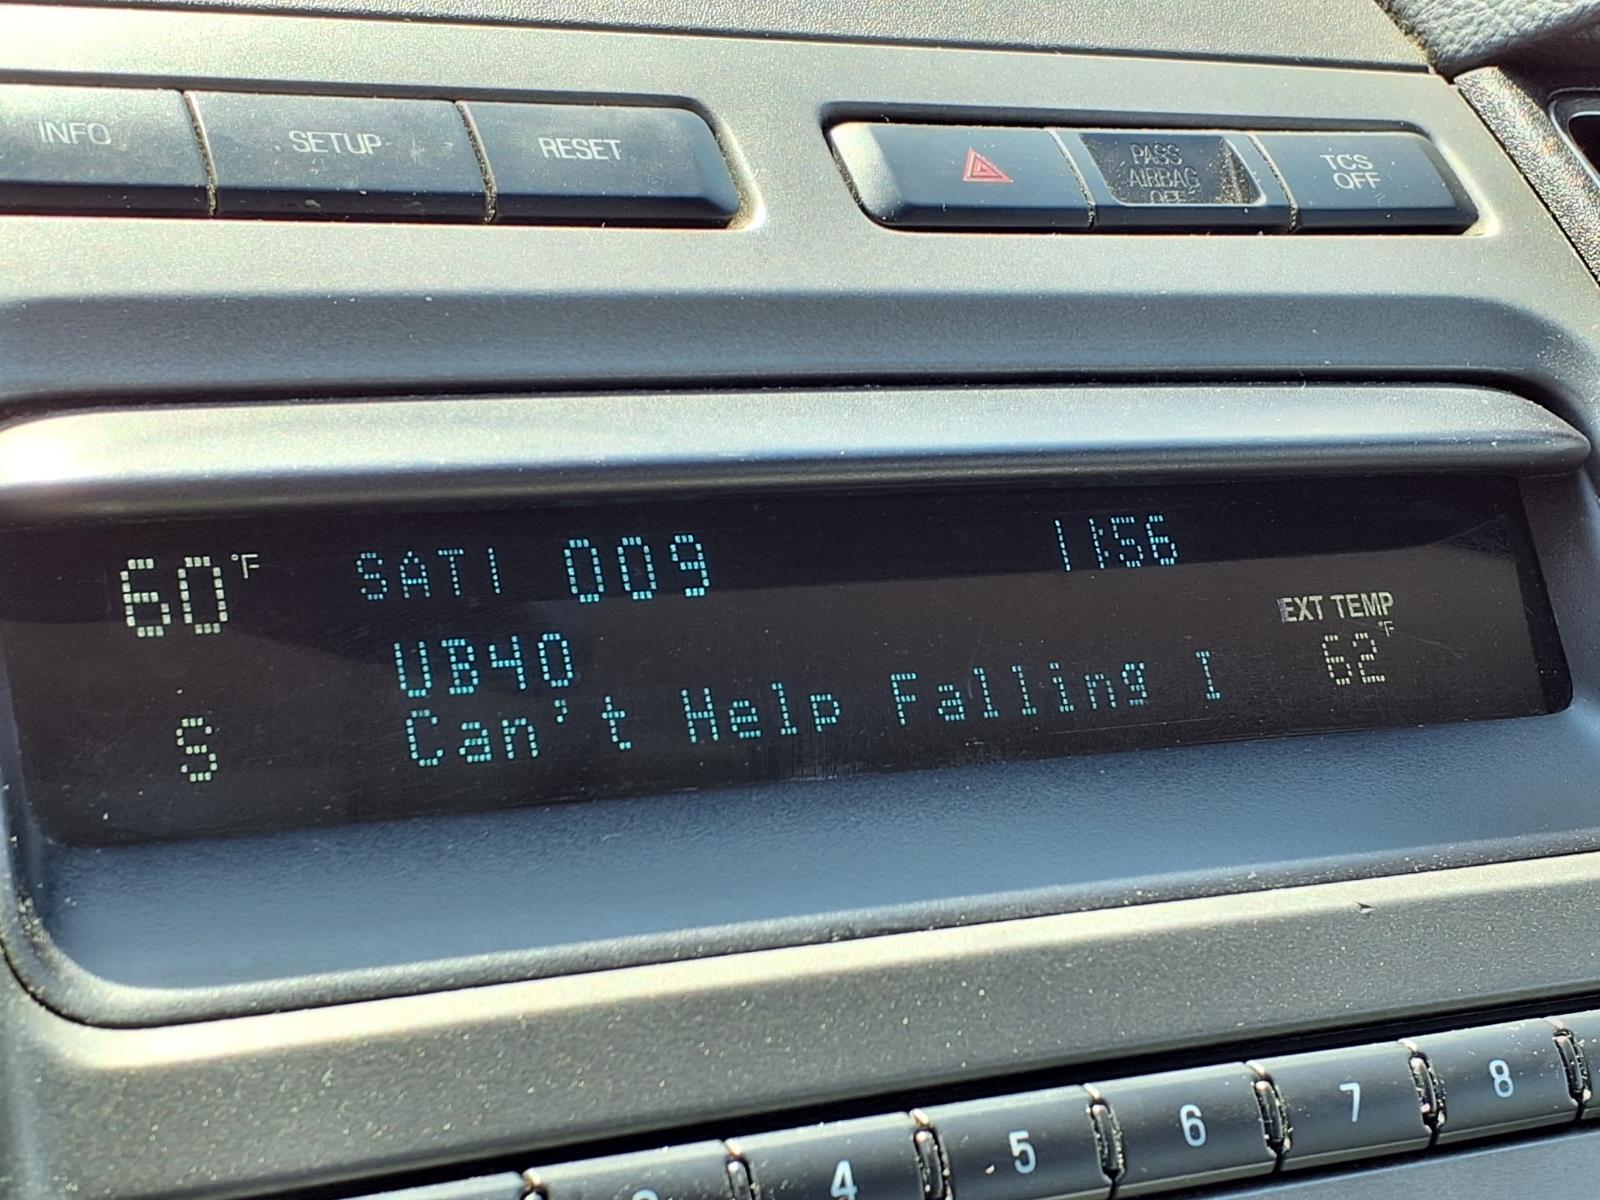 INFO SETUP RESET
PASS
AIRBAG
OFF
TCS
OFF
60°F SAT1 009 11:56
UB40
EXT TEMP
62°F
S Can't Help Falling I
4 5 6 7 8